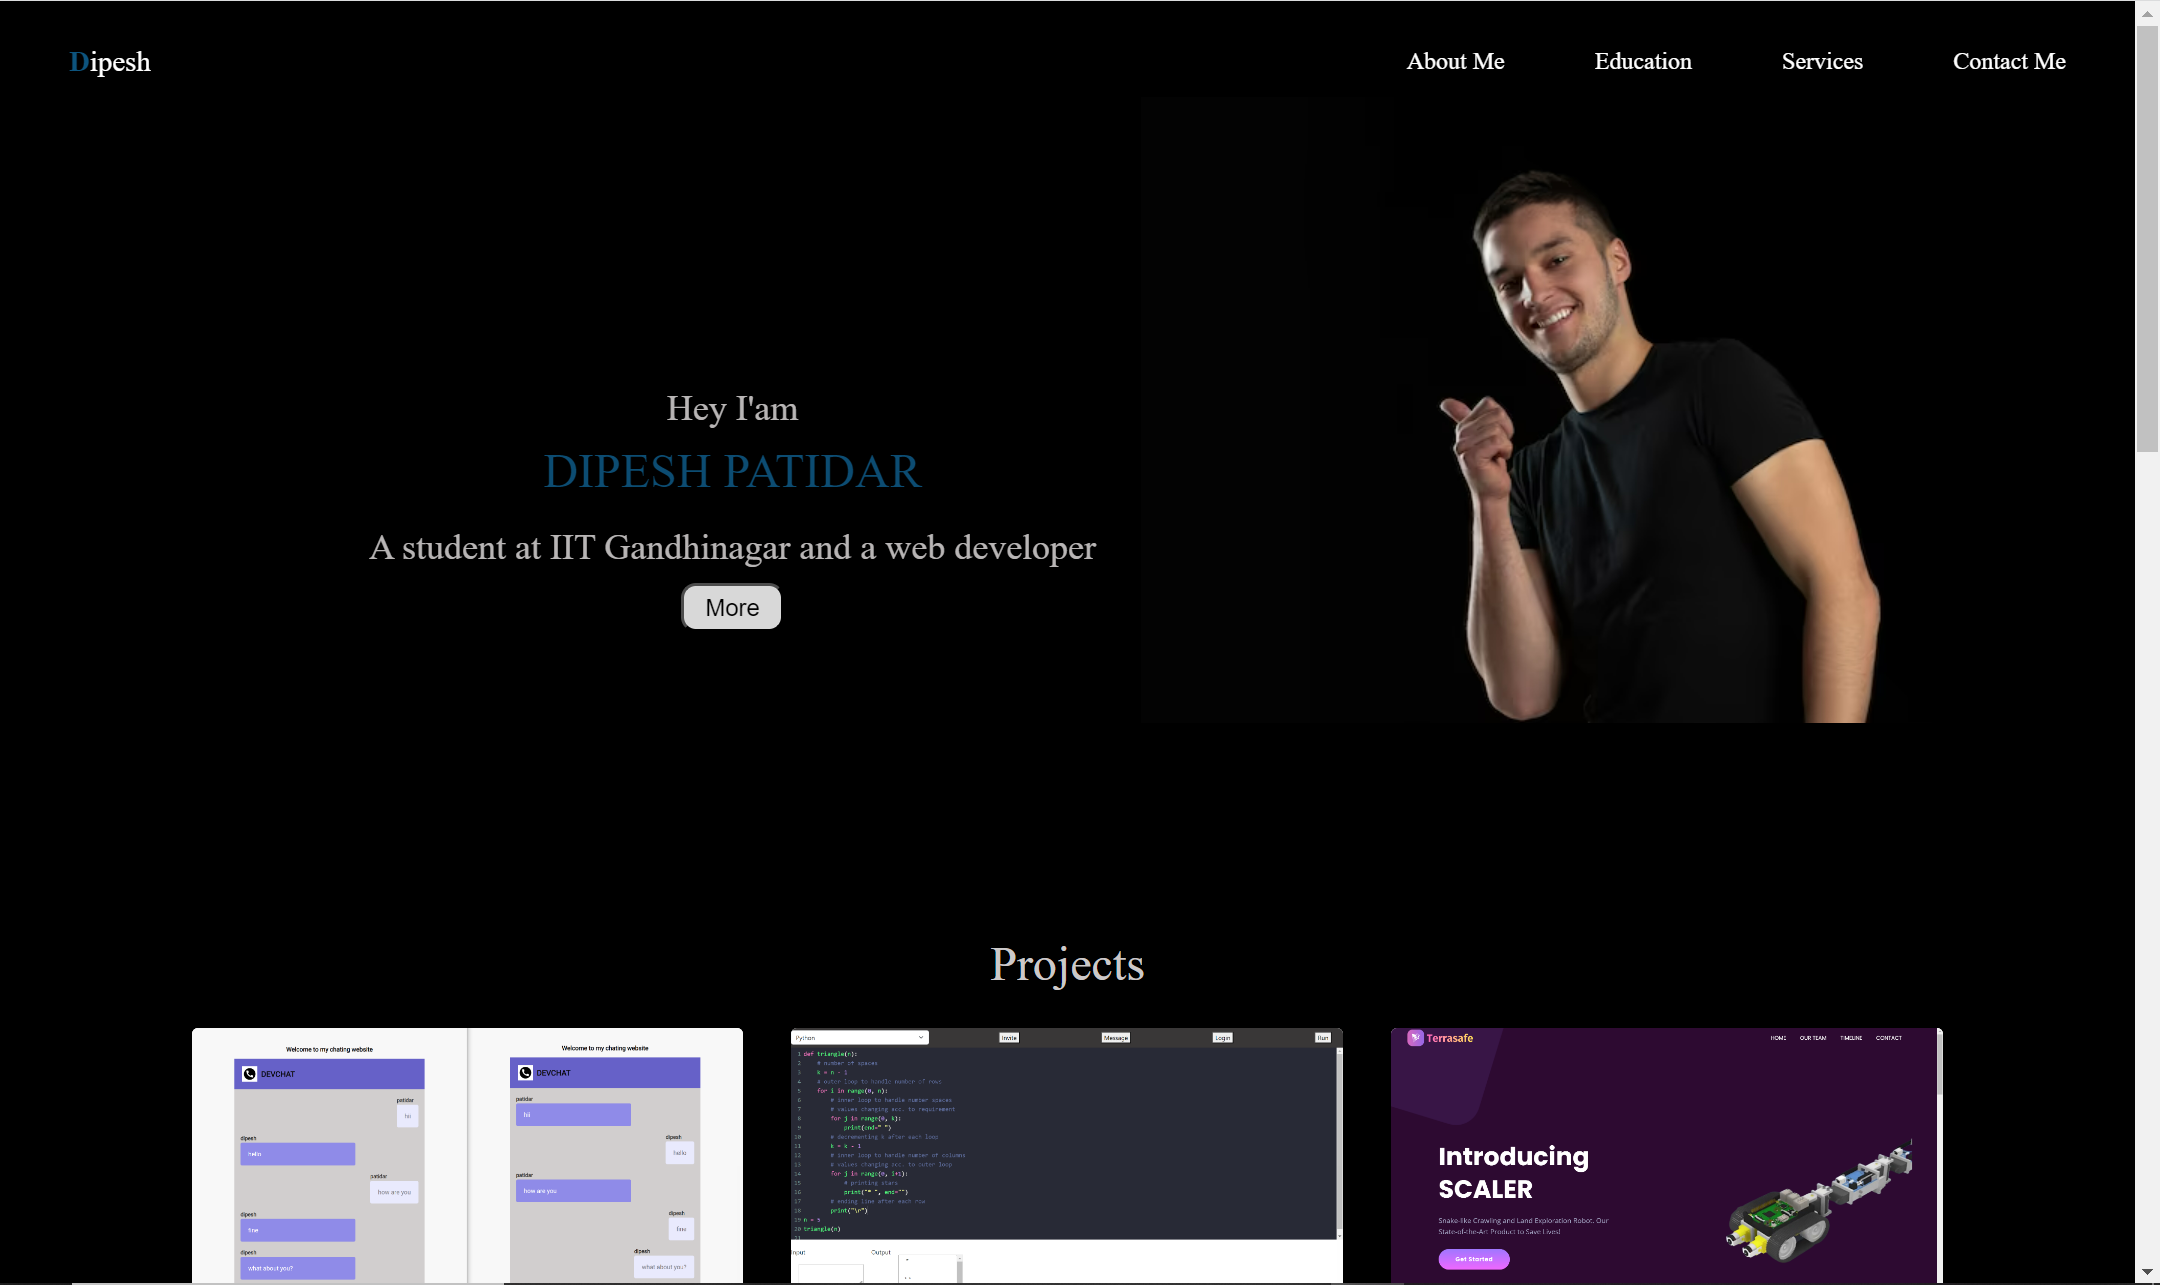 Dipesh
About Me
Education
Services
Contact Me
Hey I'am
DIPESH PATIDAR
A student at IIT Gandhinagar and a web developer
More
Projects
Welcome to my chating website
DEVCHAT
patidar
hii
dipesh
hello
patidar
how are you
dipesh
fine
dipesh
what about you?
Welcome to my chating website
DEVCHAT
patidar
hii
dipesh
hello
patidar
how are you
dipesh
fine
dipesh
what about you?
Python
Invite
Message
Login
Run
1 def triangle(n):
2 # number of spaces
3 k = n - 1
4 # outer loop to handle number of rows
5 for i in range(0, n):
6 # inner loop to handle number spaces
7 # values changing acc. to requirement
8 for j in range(0, k):
9 print(end=" ")
10 # decrementing k after each loop
11 k = k - 1
12 # inner loop to handle number of columns
13 # values changing acc. to outer loop
14 for j in range(0, i+1):
15 # printing stars
16 print("* ", end="")
17 # ending line after each row
18 print("\r")
19 n = 5
20 triangle(n)
21
Input
Output
Terrasafe
HOME
OUR TEAM
TIMELINE
CONTACT
Introducing
SCALER
Snake-like Crawling and Land Exploration Robot. Our
State-of-the-Art Product to Save Lives!
Get Started